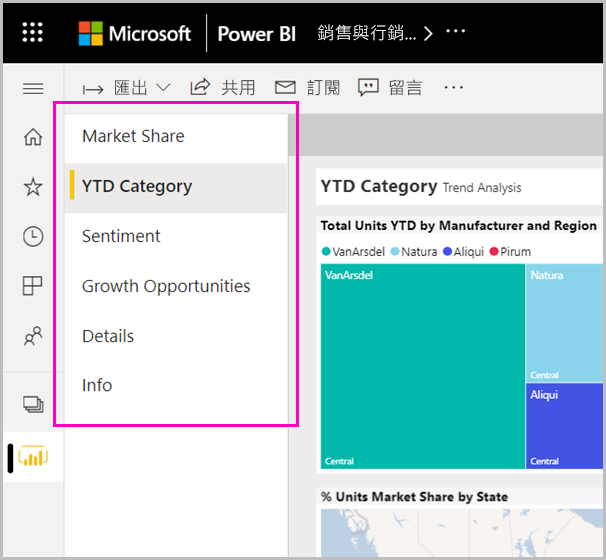 Microsoft Power BI 銷售與行銷... > ...
匯出 共用 訂閱 留言 ...
Market Share
YTD Category
Sentiment
Growth Opportunities
Details
Info
YTD Category Trend Analysis
Total Units YTD by Manufacturer and Region
VanArsdel Natura Aliqui Pirum
VanArsdel
Natura
Central
Aliqui
Central
Central
% Units Market Share by State